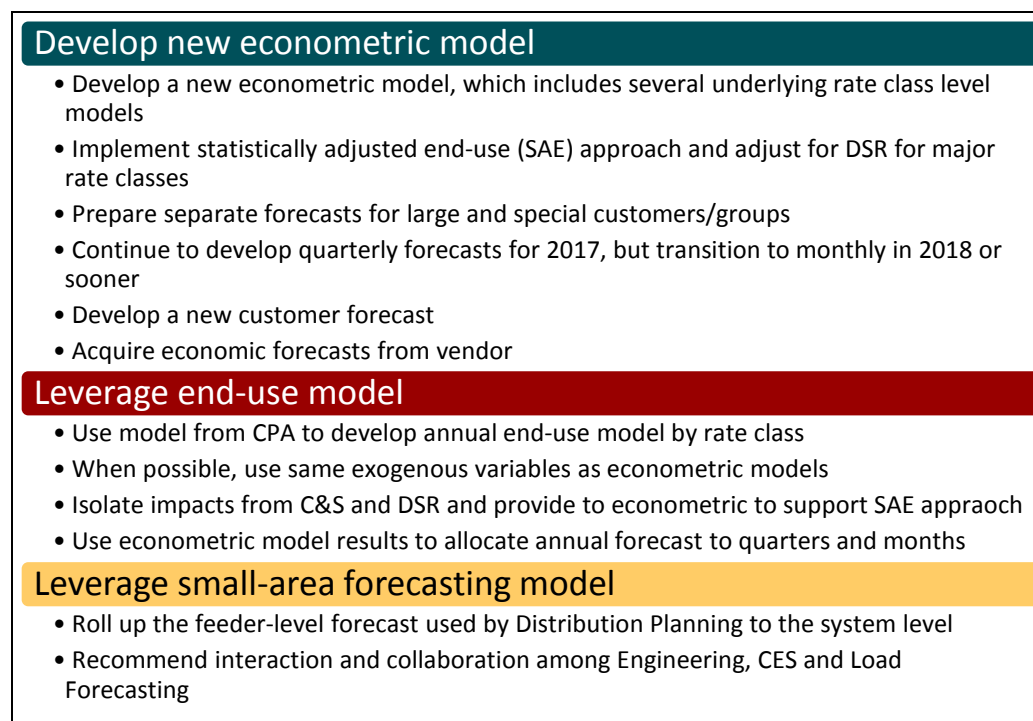 Develop new econometric model
• Develop a new econometric model, which includes several underlying rate class level
models
• Implement statistically adjusted end-use (SAE) approach and adjust for DSR for major
rate classes
• Prepare separate forecasts for large and special customers/groups
• Continue to develop quarterly forecasts for 2017, but transition to monthly in 2018 or
sooner
• Develop a new customer forecast
• Acquire economic forecasts from vendor
Leverage end-use model
• Use model from CPA to develop annual end-use model by rate class
• When possible, use same exogenous variables as econometric models
• Isolate impacts from C&S and DSR and provide to econometric to support SAE appraoch
• Use econometric model results to allocate annual forecast to quarters and months
Leverage small-area forecasting model
• Roll up the feeder-level forecast used by Distribution Planning to the system level
• Recommend interaction and collaboration among Engineering, CES and Load
Forecasting